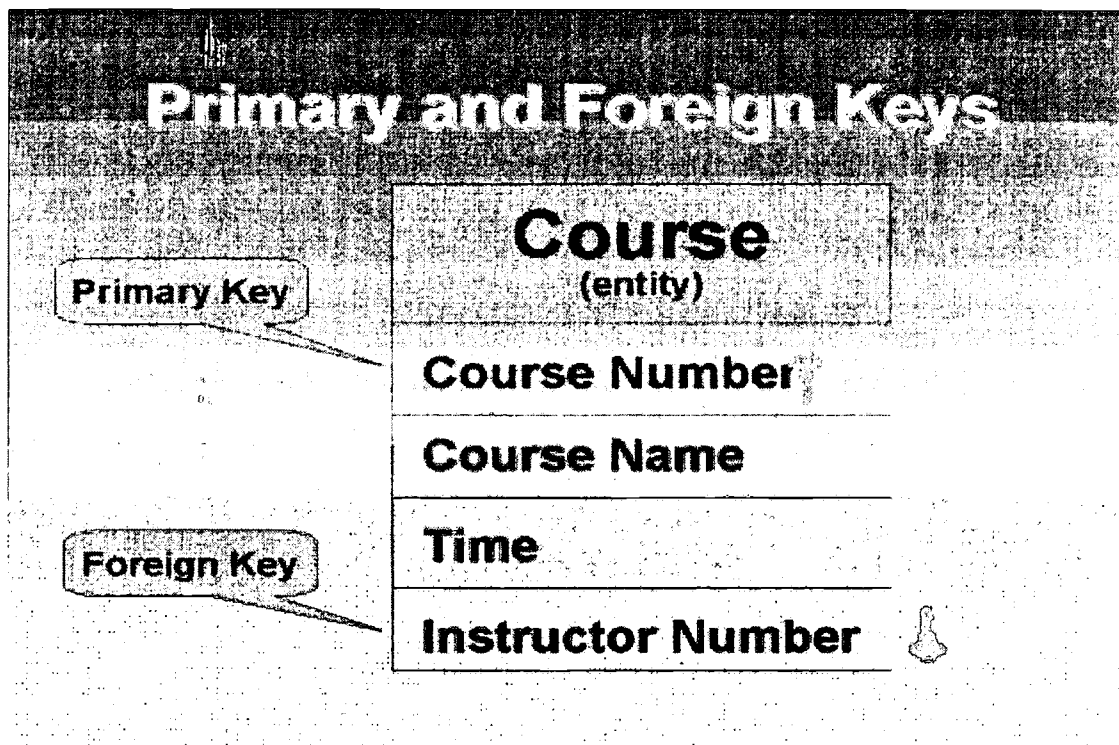 Primary and Foreign Keys
Course
(entity)
Primary Key
Course Number
Course Name
Time
Foreign Key
Instructor Number